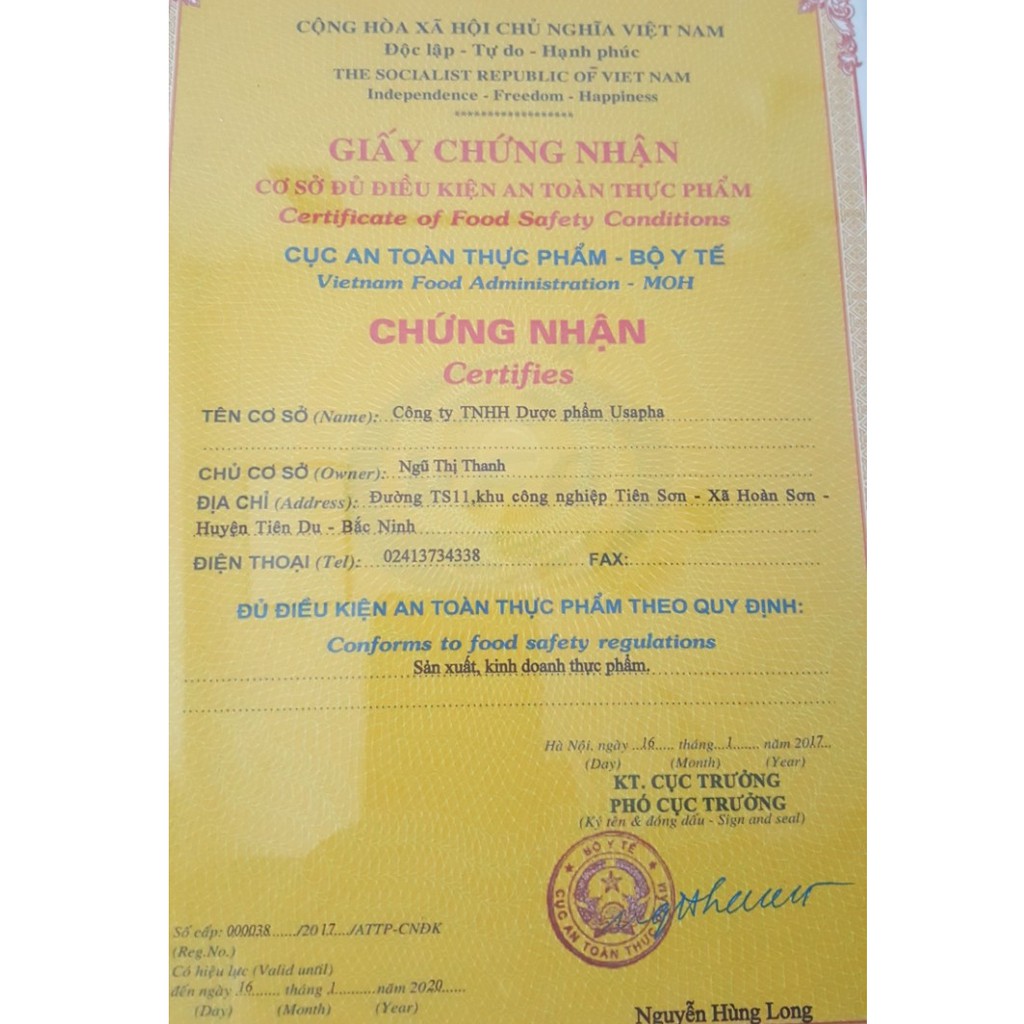 CỘNG HÒA XÃ HỘI CHỦ NGHĨA VIỆT NAM
Độc lập - Tự do - Hạnh phúc
THE SOCIALIST REPUBLIC OF VIET NAM
Independence - Freedom - Happiness
******************
GIẤY CHỨNG NHẬN
CƠ SỞ ĐỦ ĐIỀU KIỆN AN TOÀN THỰC PHẨM
Certificate of Food Safety Conditions
CỤC AN TOÀN THỰC PHẨM - BỘ Y TẾ
Vietnam Food Administration - MOH
CHỨNG NHẬN
Certifies
TÊN CƠ SỞ (Name): Công ty TNHH Dược phẩm Usapha
CHỦ CƠ SỞ (Owner): Ngũ Thị Thanh
ĐỊA CHỈ (Address): Đường TS11,khu công nghiệp Tiên Sơn - Xã Hoàn Sơn -
Huyện Tiên Du - Bắc Ninh
ĐIỆN THOẠI (Tel): 02413734338 FAX:
ĐỦ ĐIỀU KIỆN AN TOÀN THỰC PHẨM THEO QUY ĐỊNH:
Conforms to food safety regulations
Sản xuất, kinh doanh thực phẩm.
Hà Nội, ngày 16 tháng 1 năm 2017
(Day) (Month) (Year)
KT. CỤC TRƯỞNG
PHÓ CỤC TRƯỞNG
(Ký tên & đóng dấu - Sign and seal)
BỘ Y TẾ
CỤC AN TOÀN THỰC
Số cấp: 000038/2017/ATTP-CNĐK
(Reg.No.)
Có hiệu lực (Valid until)
đến ngày 16 tháng 1 năm 2020
(Day) (Month) (Year)
Nguyễn Hùng Long